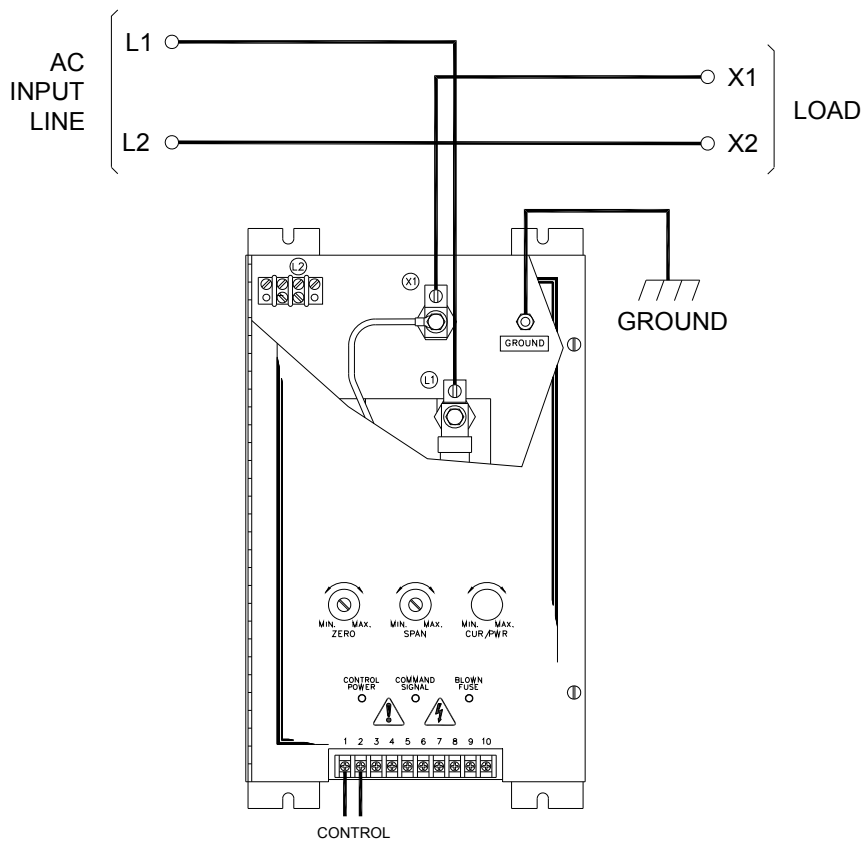 L1
AC
INPUT
LINE
L2
X1
LOAD
X2
L2
X1
GROUND
GROUND
L1
MIN. MAX.
ZERO
MIN. MAX.
SPAN
MIN. MAX.
CUR/PWR
CONTROL
POWER
COMMAND
SIGNAL
BLOWN
FUSE
1 2 3 4 5 6 7 8 9 10
CONTROL